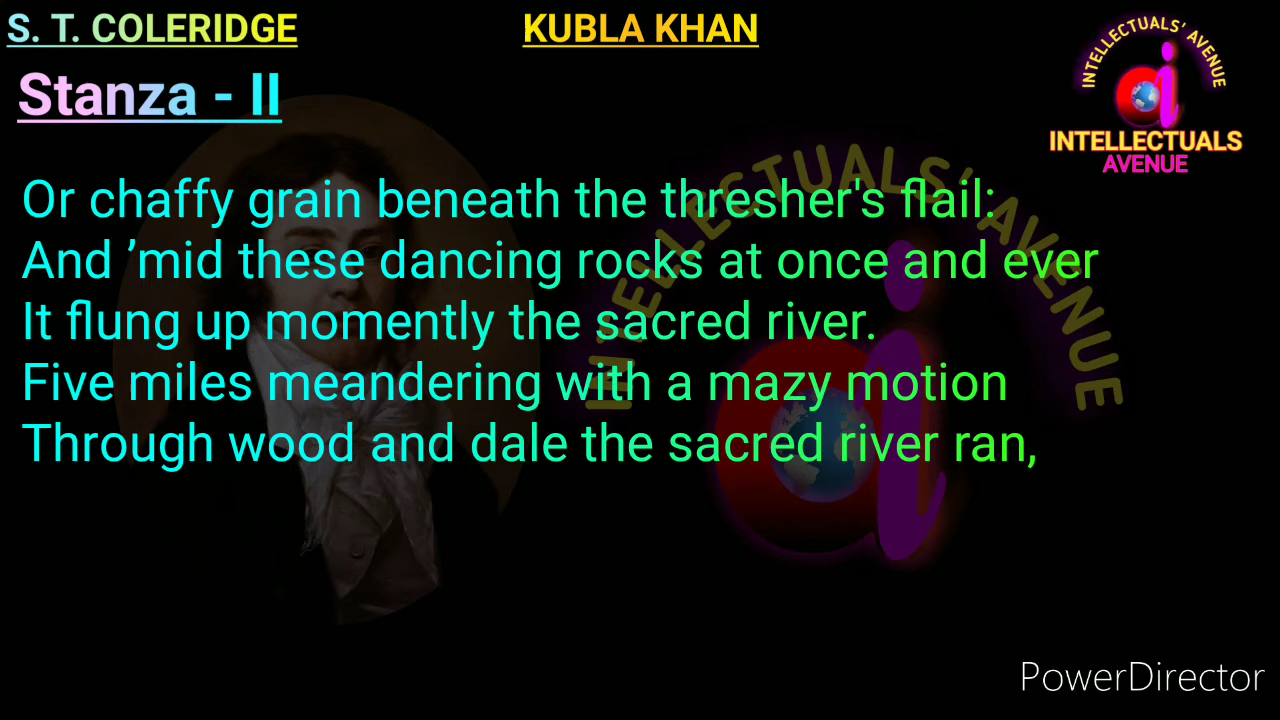 S. T. COLERIDGE
KUBLA KHAN
INTELLECTUALS' AVENUE
INTELLECTUALS
AVENUE
Stanza - II
Or chaffy grain beneath the thresher's flail:
And ’mid these dancing rocks at once and ever
It flung up momently the sacred river.
Five miles meandering with a mazy motion
Through wood and dale the sacred river ran,
INTELLECTUALS' AVENUE
PowerDirector